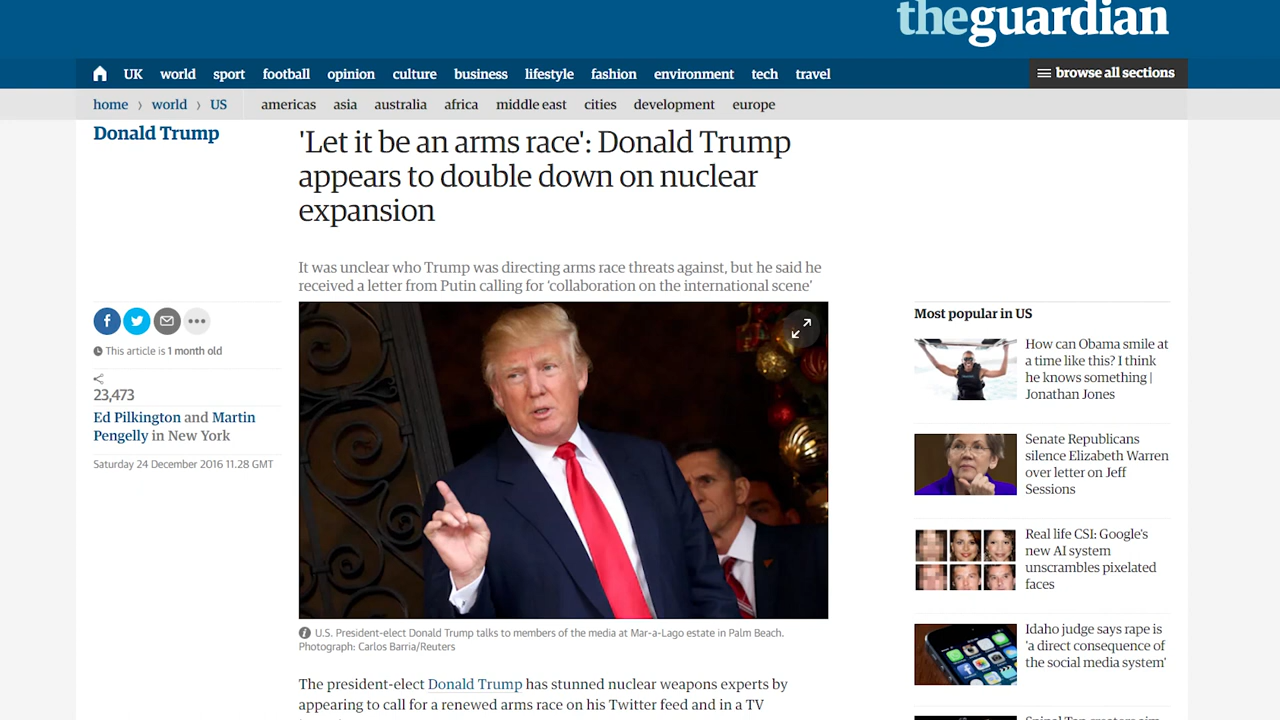 theguardian
UK world sport football opinion culture business lifestyle fashion environment tech travel
browse all sections
home › world › US americas asia australia africa middle east cities development europe
Donald Trump
'Let it be an arms race': Donald Trump
appears to double down on nuclear
expansion
It was unclear who Trump was directing arms race threats against, but he said he
received a letter from Putin calling for ‘collaboration on the international scene’
This article is 1 month old
23,473
Ed Pilkington and Martin
Pengelly in New York
Saturday 24 December 2016 11.28 GMT
U.S. President-elect Donald Trump talks to members of the media at Mar-a-Lago estate in Palm Beach.
Photograph: Carlos Barria/Reuters
The president-elect Donald Trump has stunned nuclear weapons experts by
appearing to call for a renewed arms race on his Twitter feed and in a TV
Most popular in US
How can Obama smile at
a time like this? I think
he knows something |
Jonathan Jones
Senate Republicans
silence Elizabeth Warren
over letter on Jeff
Sessions
Real life CSI: Google's
new AI system
unscrambles pixelated
faces
Idaho judge says rape is
‘a direct consequence of
the social media system’